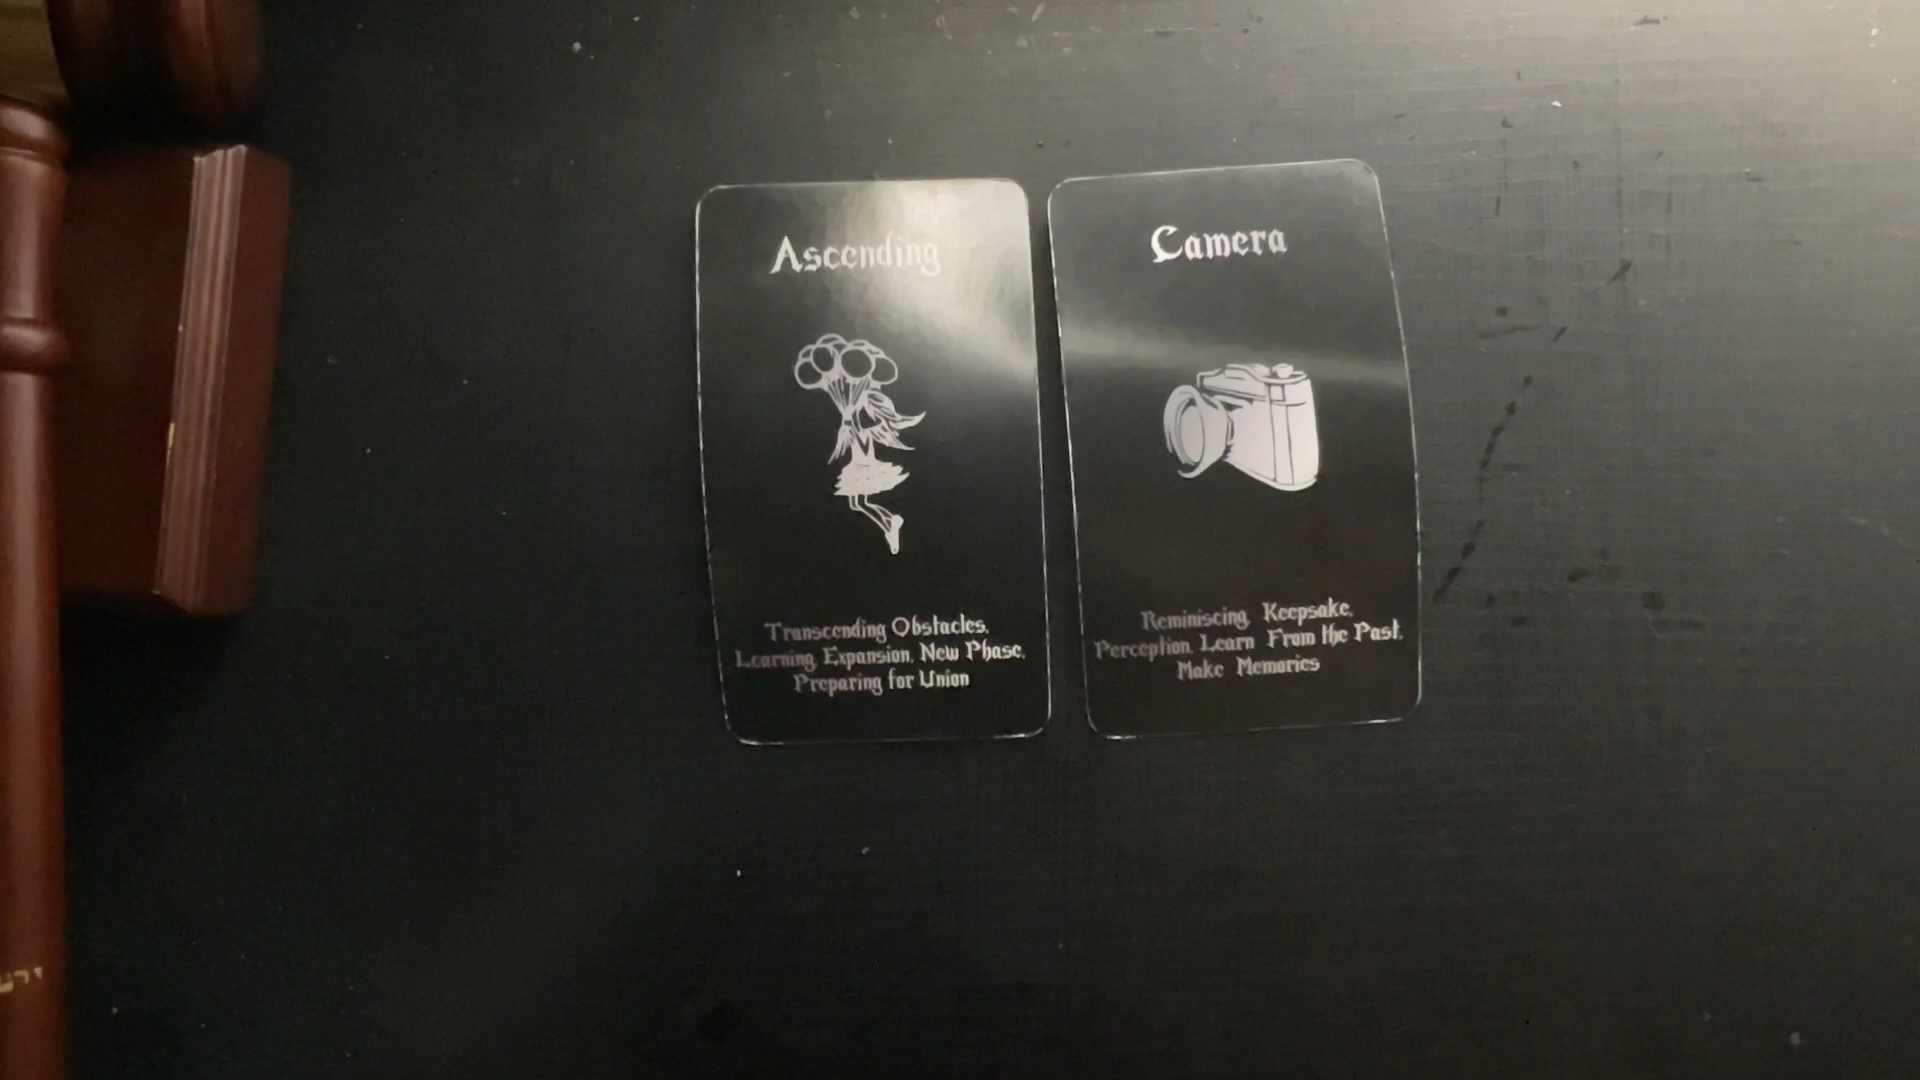 Ascending
Transcending Obstacles,
Learning, Expansion, New Phase,
Preparing for Union
Camera
Reminiscing, Keepsake,
Perception, Learn From the Past,
Make Memories